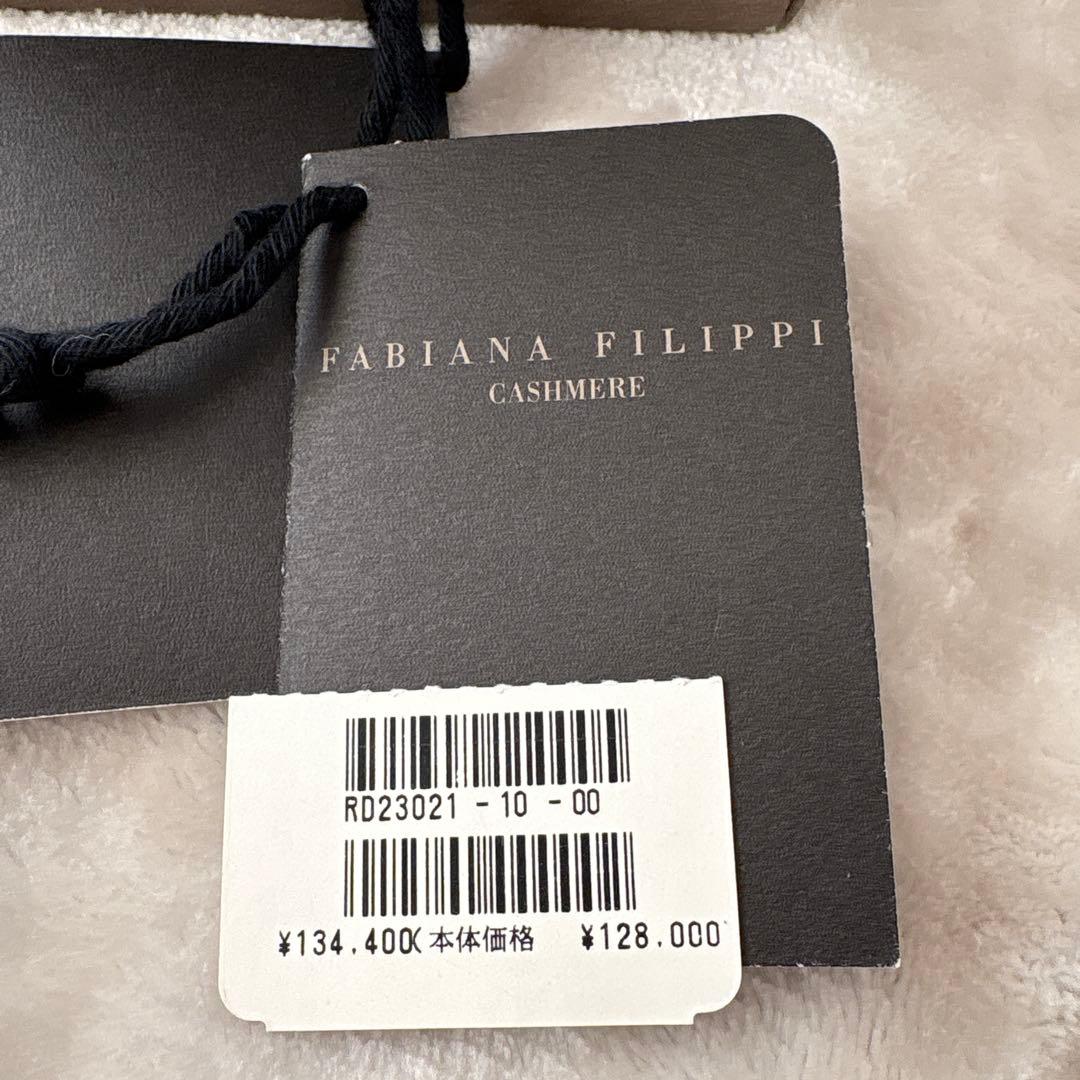 FABIANA FILIPPI
CASHMERE
RD23021 - 10 - 00
¥134.400( 本体価格 ¥128.000